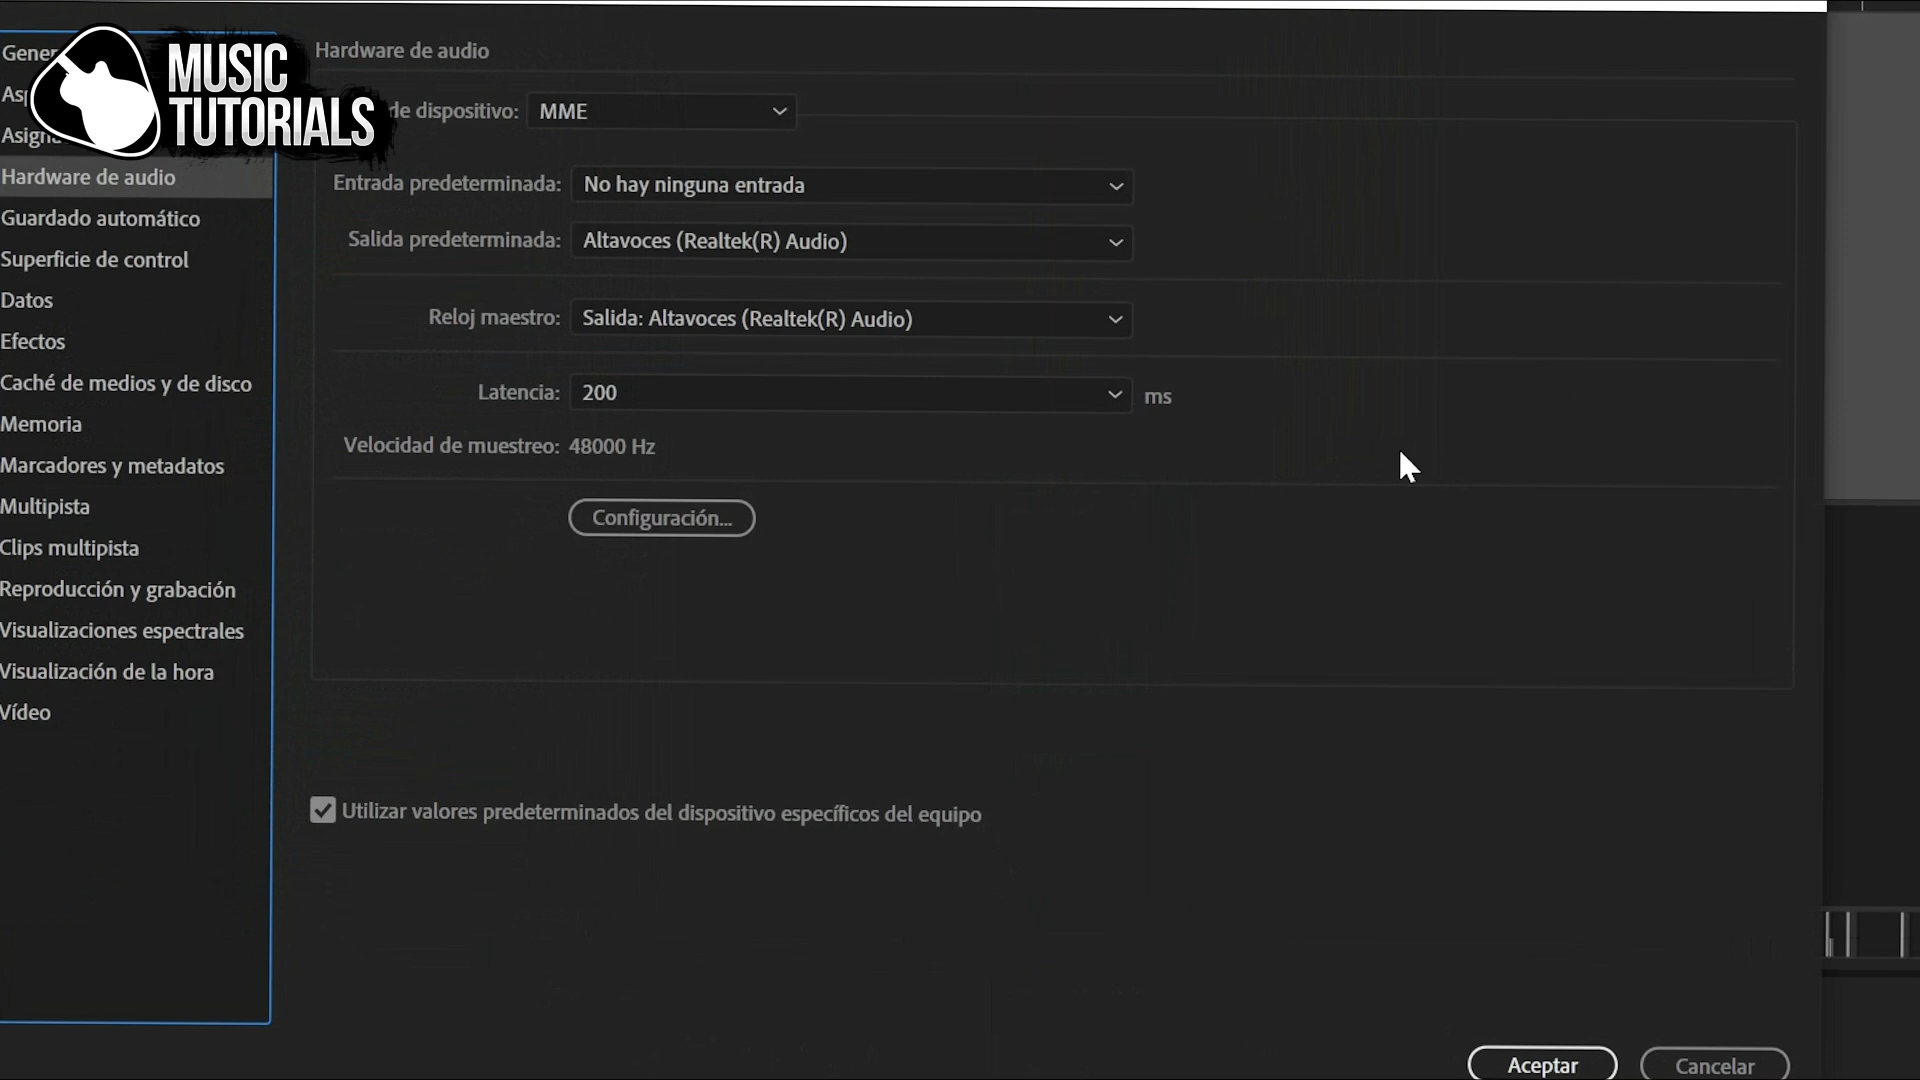 MUSIC
TUTORIALS
Hardware de audio
de dispositivo: MME
Entrada predeterminada: No hay ninguna entrada
Salida predeterminada: Altavoces (Realtek(R) Audio)
Reloj maestro: Salida: Altavoces (Realtek(R) Audio)
Latencia: 200 ms
Velocidad de muestreo: 48000 Hz
Configuración...
Utilizar valores predeterminados del dispositivo específicos del equipo
Hardware de audio
Guardado automático
Superficie de control
Datos
Efectos
Caché de medios y de disco
Memoria
Marcadores y metadatos
Multipista
Clips multipista
Reproducción y grabación
Visualizaciones espectrales
Visualización de la hora
Vídeo
Aceptar
Cancelar